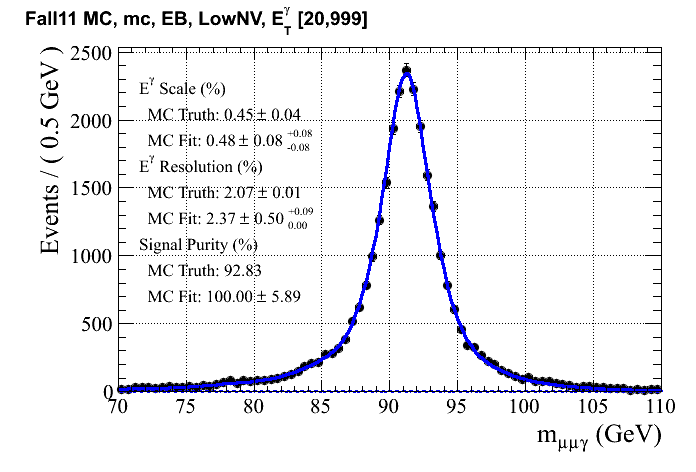 Fall11 MC, mc, EB, LowNV, E_T^γ [20,999]
Events / ( 0.5 GeV )
2500
2000
1500
1000
500
0
E^γ Scale (%)
MC Truth: 0.45 ± 0.04
MC Fit: 0.48 ± 0.08 +0.08 -0.08
E^γ Resolution (%)
MC Truth: 2.07 ± 0.01
MC Fit: 2.37 ± 0.50 +0.09 0.00
Signal Purity (%)
MC Truth: 92.83
MC Fit: 100.00 ± 5.89
70 75 80 85 90 95 100 105 110
m_μμγ (GeV)